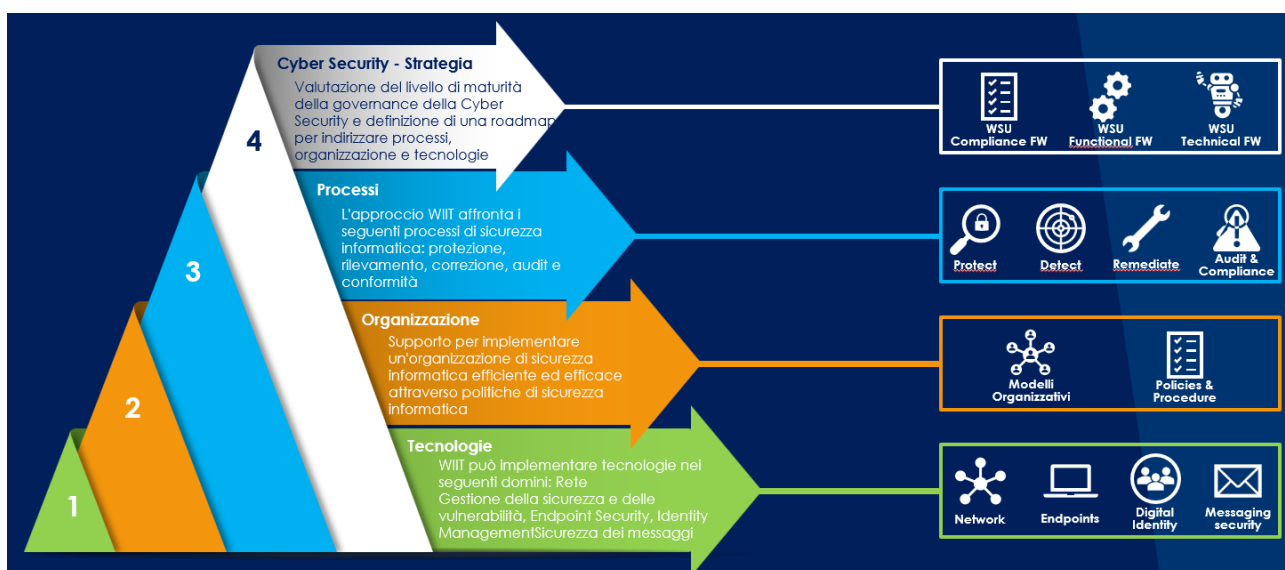 4
Cyber Security - Strategia
Valutazione del livello di maturità
della governance della Cyber
Security e definizione di una roadmap
per indirizzare processi,
organizzazione e tecnologie
WSU
Compliance FW
WSU
Functional FW
WSU
Technical FW
3
Processi
L'approccio WIIT affronta i
seguenti processi di sicurezza
informatica: protezione,
rilevamento, correzione, audit e
conformità
Protect
Detect
Remediate
Audit &
Compliance
2
Organizzazione
Supporto per implementare
un'organizzazione di sicurezza
informatica efficiente ed efficace
attraverso politiche di sicurezza
informatica
Modelli
Organizzativi
Policies &
Procedure
1
Tecnologie
WIIT può implementare tecnologie nei
seguenti domini: Rete
Gestione della sicurezza e delle
vulnerabilità, Endpoint Security, Identity
ManagementSicurezza dei messaggi
Network
Endpoints
Digital
Identity
Messaging
security